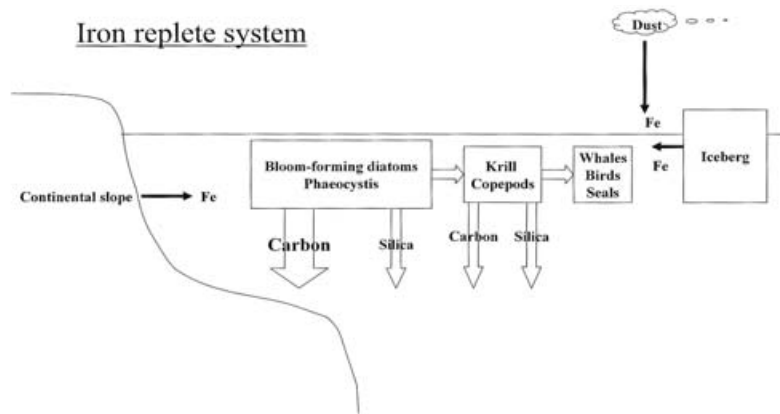 Iron replete system
Dust
Fe
Bloom-forming diatoms
Phaeocystis
Krill
Copepods
Whales
Birds
Seals
Fe
Iceberg
Continental slope
Fe
Carbon
Silica
Carbon
Silica